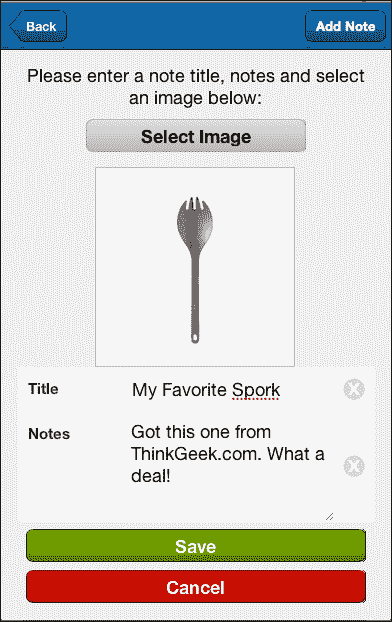 Back
Add Note
Please enter a note title, notes and select
an image below:
Select Image
Title
My Favorite Spork
Notes
Got this one from
ThinkGeek.com. What a
deal!
Save
Cancel